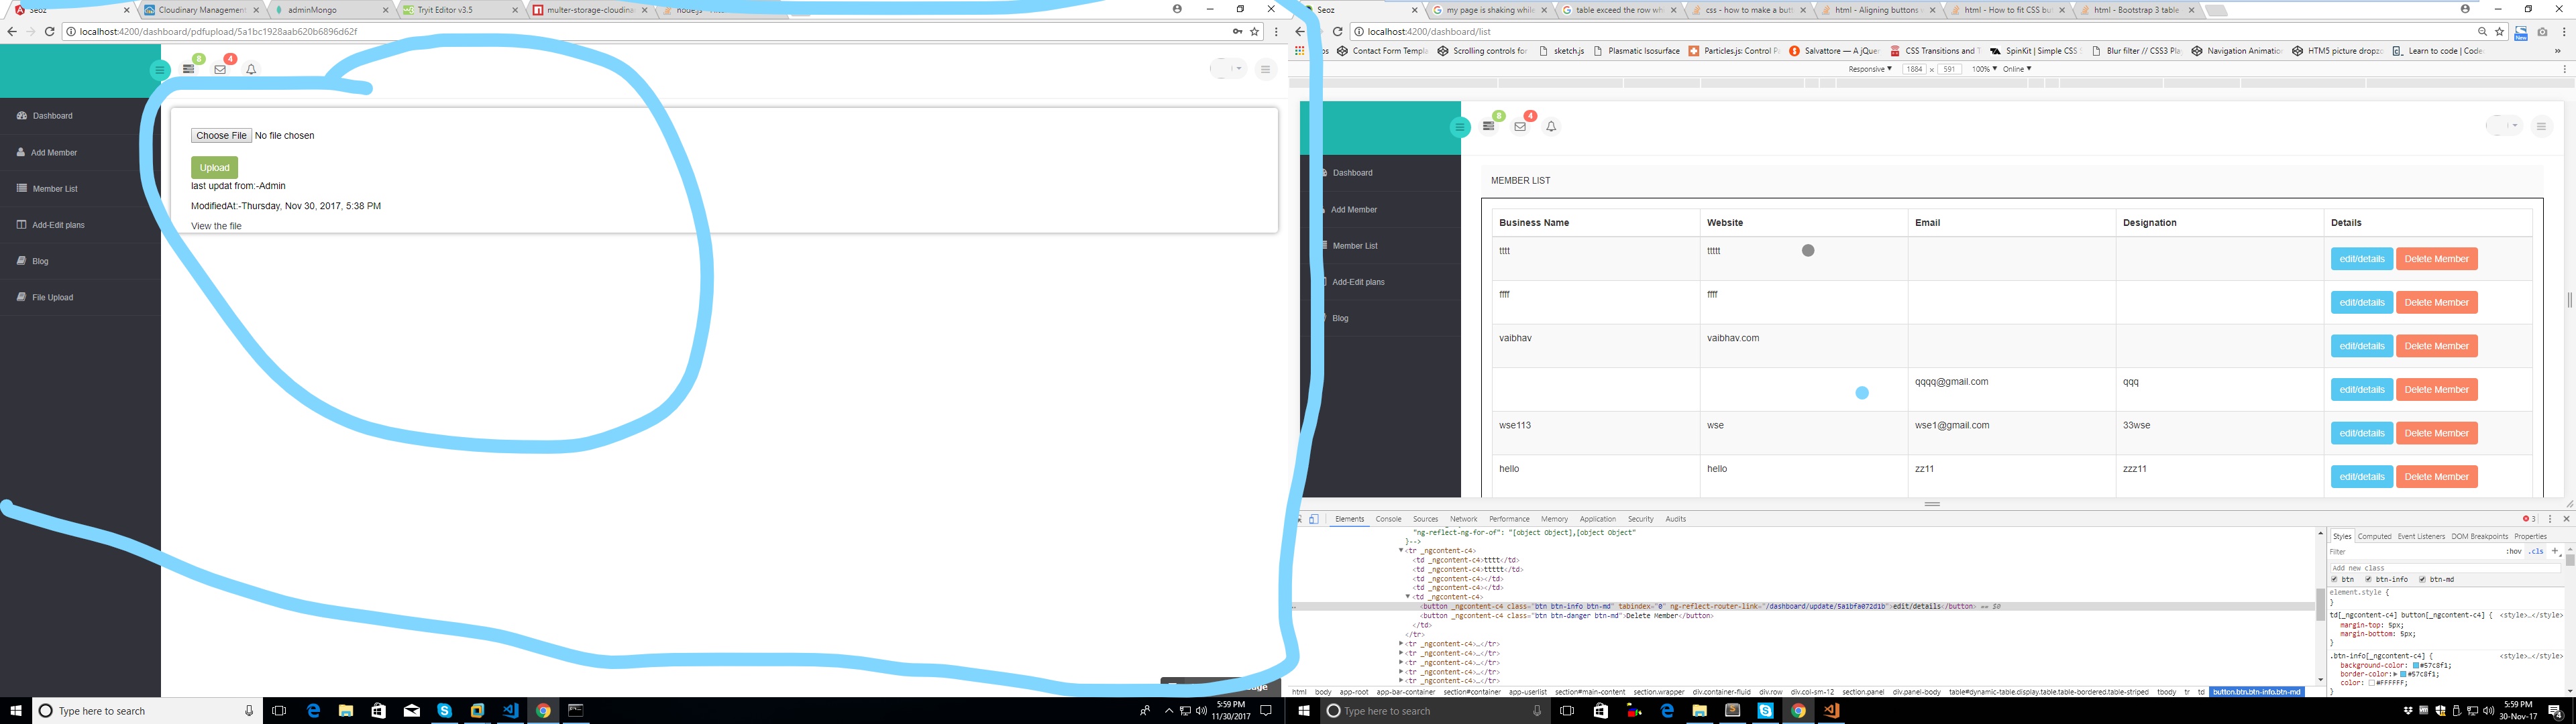 Seoz
Cloudinary Management
adminMongo
Tryit Editor v3.5
multer-storage-cloudina
localhost:4200/dashboard/pdfupload/5a1bc1928aab620b6896d62f
8
4
Dashboard
Add Member
Member List
Add-Edit plans
Blog
File Upload
Choose File No file chosen
Upload
last updat from:-Admin
ModifiedAt:-Thursday, Nov 30, 2017, 5:38 PM
View the file
Type here to search
5:59 PM
11/30/2017
Seoz
my page is shaking while
table exceed the row wh
css - how to make a but
html - Aligning buttons
html - How to fit CSS bu
html - Bootstrap 3 table
localhost:4200/dashboard/list
Contact Form Templa
Scrolling controls for
sketch.js
Plasmatic Isosurface
Particles.js: Control P
Salvattore — A jQuer
CSS Transitions and T
SpinKit | Simple CSS
Blur filter // CSS3 Pla
Navigation Animation
HTM5 picture dropz
Learn to code | Code
»
Responsive
1884 x 591
100%
Online
8
4
Dashboard
Add Member
Member List
Add-Edit plans
Blog
MEMBER LIST
Business Name Website Email Designation Details
tttt ttttt edit/details Delete Member
ffff ffff edit/details Delete Member
vaibhav vaibhav.com edit/details Delete Member
qqqq@gmail.com qqq edit/details Delete Member
wse113 wse wse1@gmail.com 33wse edit/details Delete Member
hello hello zz11 zzz11 edit/details Delete Member
Elements Console Sources Network Performance Memory Application Security Audits
3
"ng-reflect-ng-for-of": "[object Object],[object Object"
}-->
<tr _ngcontent-c4>
<td _ngcontent-c4>tttt</td>
<td _ngcontent-c4>ttttt</td>
<td _ngcontent-c4></td>
<td _ngcontent-c4></td>
<td _ngcontent-c4>
<button _ngcontent-c4 class="btn btn-info btn-md" tabindex="0" ng-reflect-router-link="/dashboard/update/5a1bfa072d1b">edit/details</button> == $0
<button _ngcontent-c4 class="btn btn-danger btn-md">Delete Member</button>
</td>
</tr>
<tr _ngcontent-c4>…</tr>
<tr _ngcontent-c4>…</tr>
<tr _ngcontent-c4>…</tr>
<tr _ngcontent-c4>…</tr>
<tr _ngcontent-c4>…</tr>
html body app-root app-bar-container section#container app-userlist section#main-content section.wrapper div.container-fluid div.row div.col-sm-12 section.panel div.panel-body table#dynamic-table.display.table.table-bordered.table-striped tbody tr td button.btn.btn-info.btn-md
Styles Computed Event Listeners DOM Breakpoints Properties
Filter :hov .cls +
Add new class
btn btn-info btn-md
element.style {
}
td[_ngcontent-c4] button[_ngcontent-c4] { <style>…</style>
margin-top: 5px;
margin-bottom: 5px;
}
.btn-info[_ngcontent-c4] { <style>…</style>
background-color: #57c8f1;
border-color: #57c8f1;
color: #FFFFFF;
}
Type here to search
5:59 PM
30-Nov-17